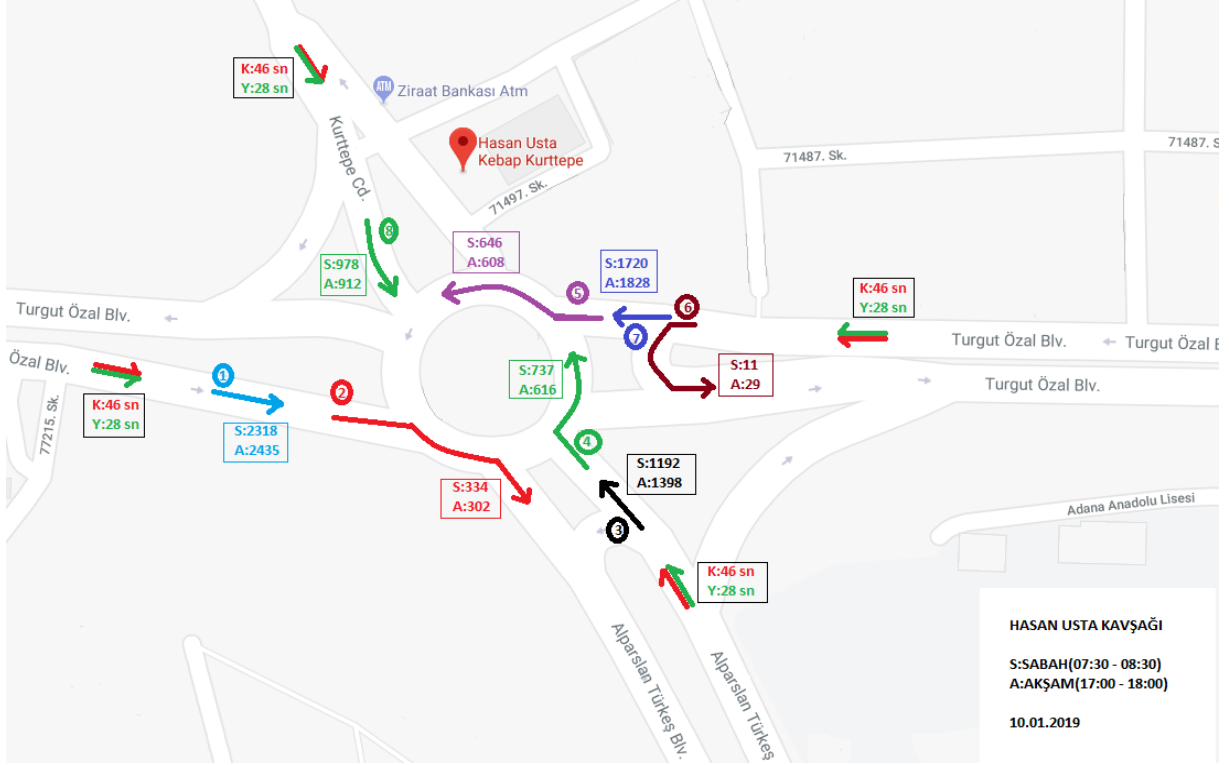 K:46 sn
Y:28 sn
ATM
Ziraat Bankası Atm
Hasan Usta
Kebap Kurttepe
Kurttepe Cd.
71497. Sk.
71487. Sk.
71487. S
8
S:978
A:912
S:646
A:608
5
S:1720
A:1828
7
6
K:46 sn
Y:28 sn
Turgut Özal Blv.
Turgut Özal Blv.
Turgut Özal B
Turgut Özal Blv.
Özal Blv.
K:46 sn
Y:28 sn
77215. Sk.
1
S:2318
A:2435
2
S:334
A:302
S:737
A:616
4
S:11
A:29
S:1192
A:1398
3
K:46 sn
Y:28 sn
Adana Anadolu Lisesi
Alparslan Türkeş Blv.
Alparslan Türkeş
HASAN USTA KAVŞAĞI
S:SABAH(07:30 - 08:30)
A:AKŞAM(17:00 - 18:00)
10.01.2019